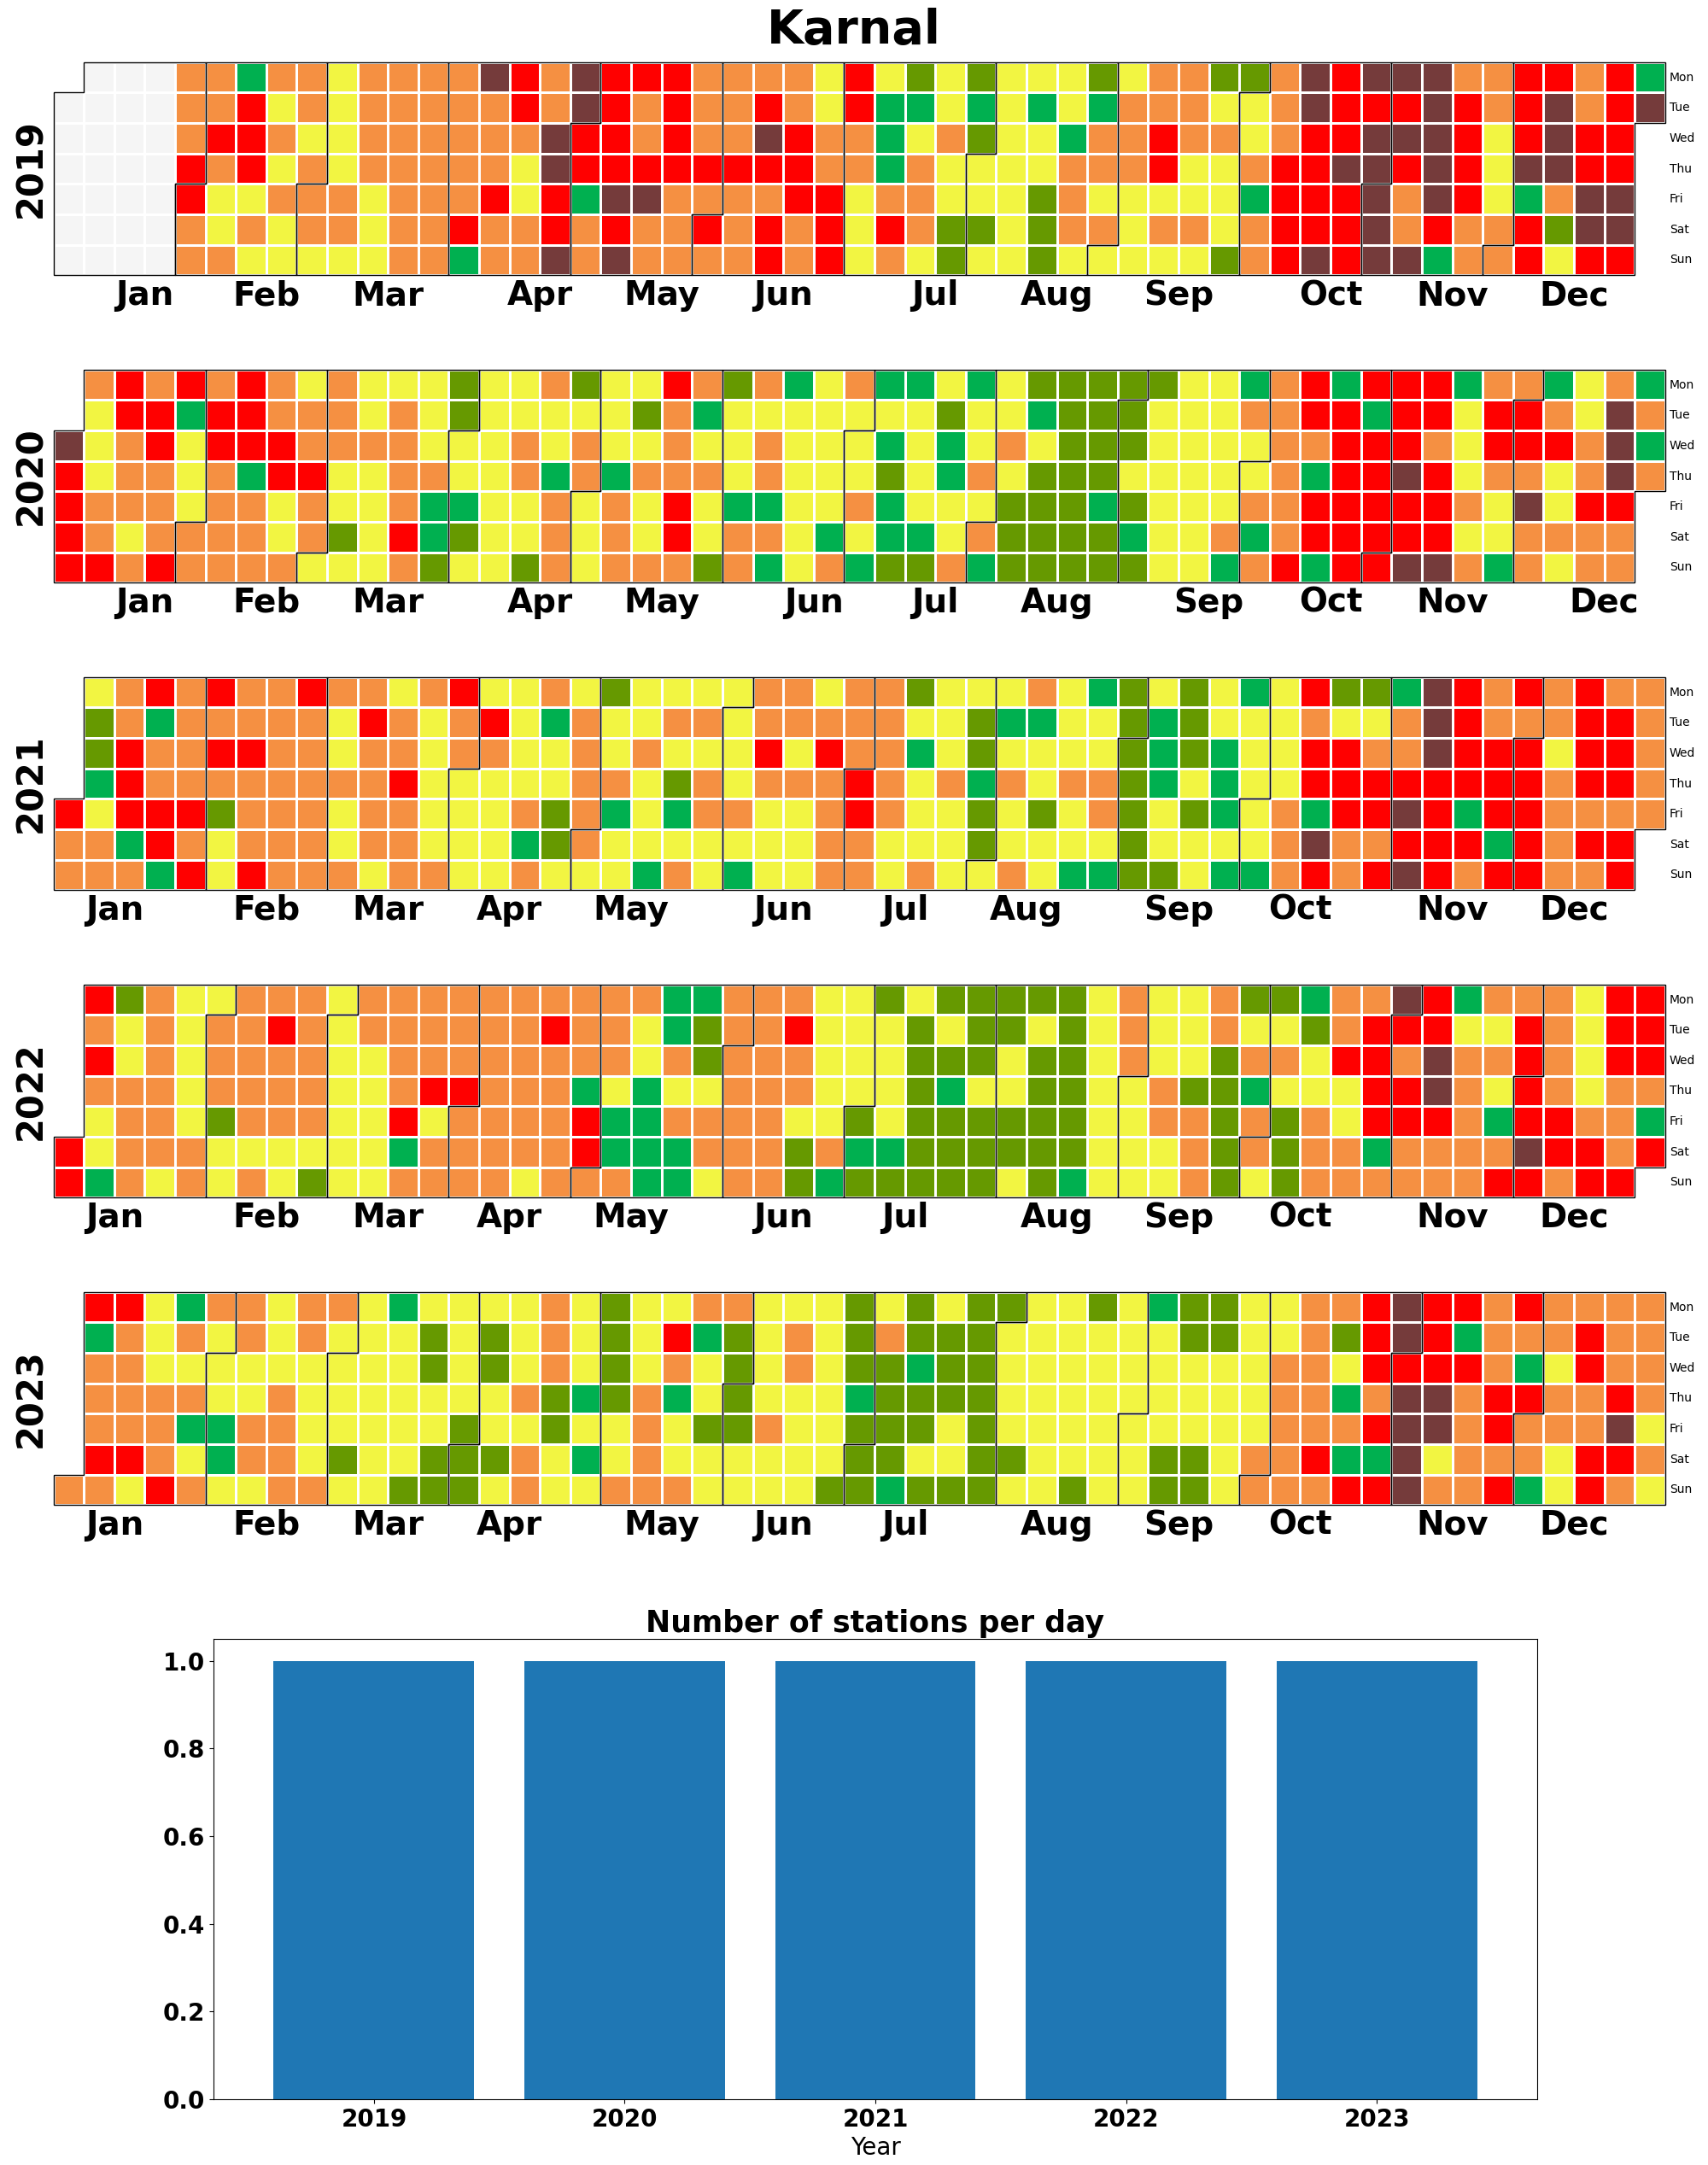 Karnal
2019
Mon
Tue
Wed
Thu
Fri
Sat
Sun
Jan Feb Mar Apr May Jun Jul Aug Sep Oct Nov Dec
2020
Mon
Tue
Wed
Thu
Fri
Sat
Sun
Jan Feb Mar Apr May Jun Jul Aug Sep Oct Nov Dec
2021
Mon
Tue
Wed
Thu
Fri
Sat
Sun
Jan Feb Mar Apr May Jun Jul Aug Sep Oct Nov Dec
2022
Mon
Tue
Wed
Thu
Fri
Sat
Sun
Jan Feb Mar Apr May Jun Jul Aug Sep Oct Nov Dec
2023
Mon
Tue
Wed
Thu
Fri
Sat
Sun
Jan Feb Mar Apr May Jun Jul Aug Sep Oct Nov Dec
Number of stations per day
1.0
0.8
0.6
0.4
0.2
0.0
2019 2020 2021 2022 2023
Year